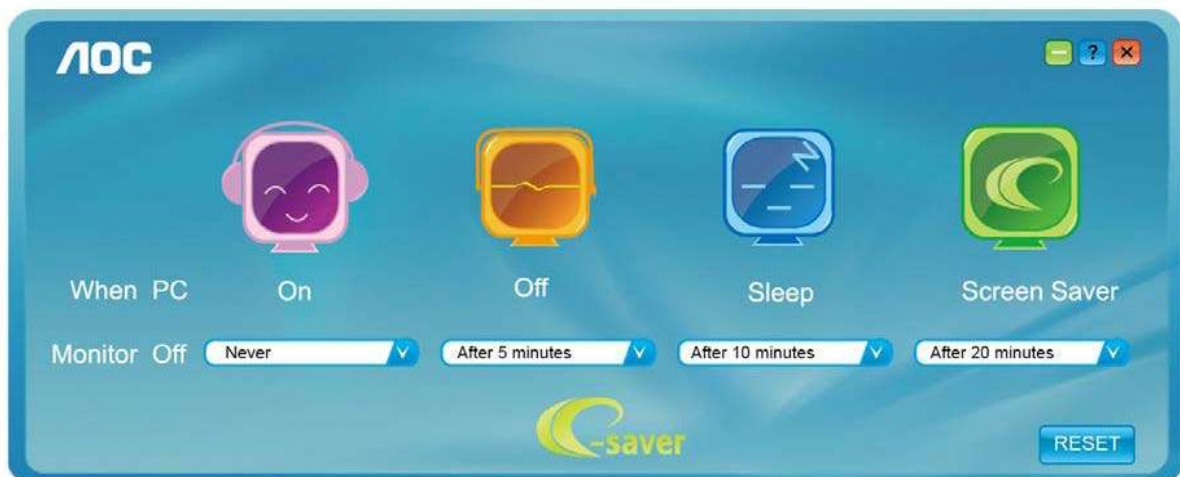 AOC
?
When PC On Off Sleep Screen Saver
Monitor Off Never After 5 minutes After 10 minutes After 20 minutes
e-saver
RESET